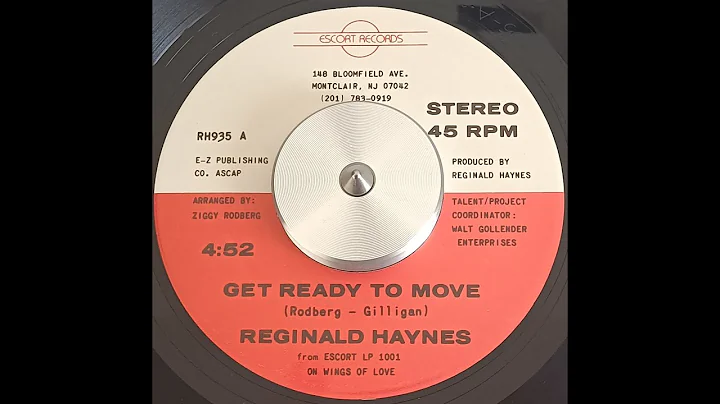 ESCORT RECORDS
148 BLOOMFIELD AVE.
MONTCLAIR, NJ 07042
(201) 783-0919
STEREO
45 RPM
RH935 A
E-Z PUBLISHING
CO. ASCAP
PRODUCED BY
REGINALD HAYNES
ARRANGED BY:
ZIGGY RODBERG
TALENT/PROJECT
COORDINATOR:
WALT GOLLENDER
ENTERPRISES
4:52
GET READY TO MOVE
(Rodberg - Gilligan)
REGINALD HAYNES
from ESCORT LP 1001
ON WINGS OF LOVE